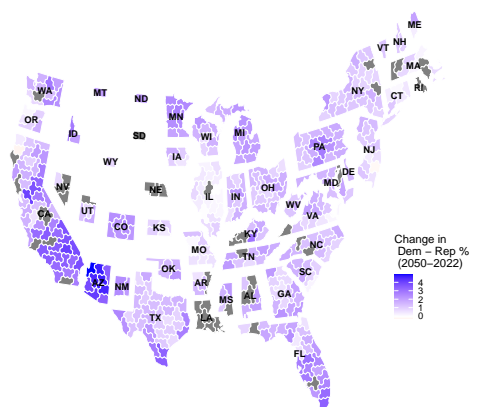 ME
VT NH
WA MT ND MN NY MA
RI
OR ID SD WI MI CT
PA
WY IA NJ
NV NE IL IN OH MD DE
CA UT CO KS KY WV VA
MO
AZ NM OK TN NC
AR SC
TX MS AL GA
LA
FL
Change in
Dem − Rep %
(2050−2022)
4
3
2
1
0